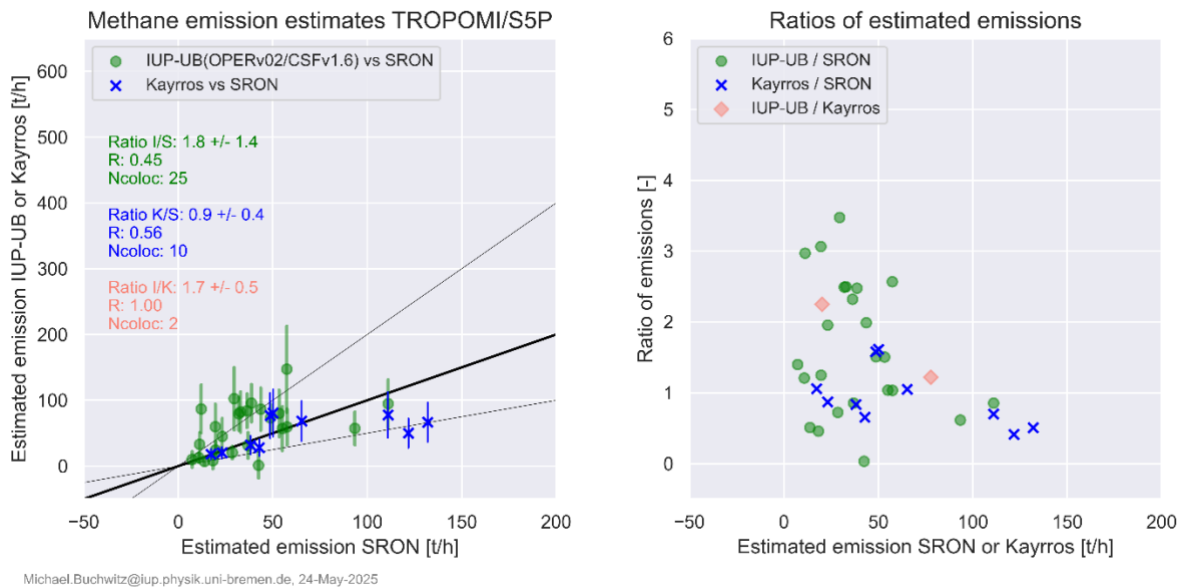 Methane emission estimates TROPOMI/S5P
IUP-UB(OPERv02/CSFv1.6) vs SRON
Kayrros vs SRON
Ratio I/S: 1.8 +/- 1.4
R: 0.45
Ncoloc: 25
Ratio K/S: 0.9 +/- 0.4
R: 0.56
Ncoloc: 10
Ratio I/K: 1.7 +/- 0.5
R: 1.00
Ncoloc: 2
Estimated emission IUP-UB or Kayrros [t/h]
600
500
400
300
200
100
0
−50
0
50
100
150
200
Estimated emission SRON [t/h]
Ratios of estimated emissions
IUP-UB / SRON
Kayrros / SRON
IUP-UB / Kayrros
Ratio of emissions [-]
6
5
4
3
2
1
0
−50
0
50
100
150
200
Estimated emission SRON or Kayrros [t/h]
Michael.Buchwitz@iup.physik.uni-bremen.de, 24-May-2025